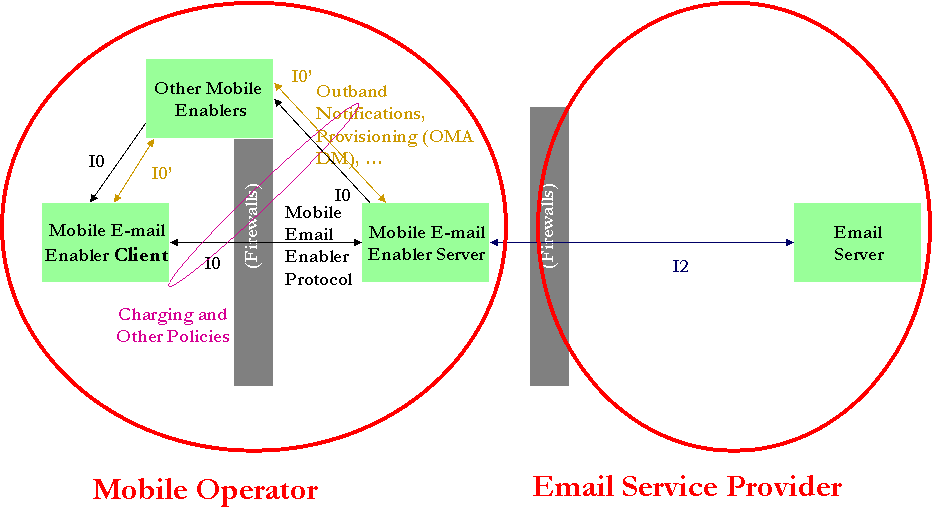 Other Mobile
Enablers
I0’
Outband
Notifications,
Provisioning (OMA
DM), …
I0
I0’
I0
Mobile E-mail
Enabler Client
I0
(Firewalls)
Mobile
Email
Enabler
Protocol
Mobile E-mail
Enabler Server
(Firewalls)
I2
Email
Server
Charging and
Other Policies
Mobile Operator
Email Service Provider